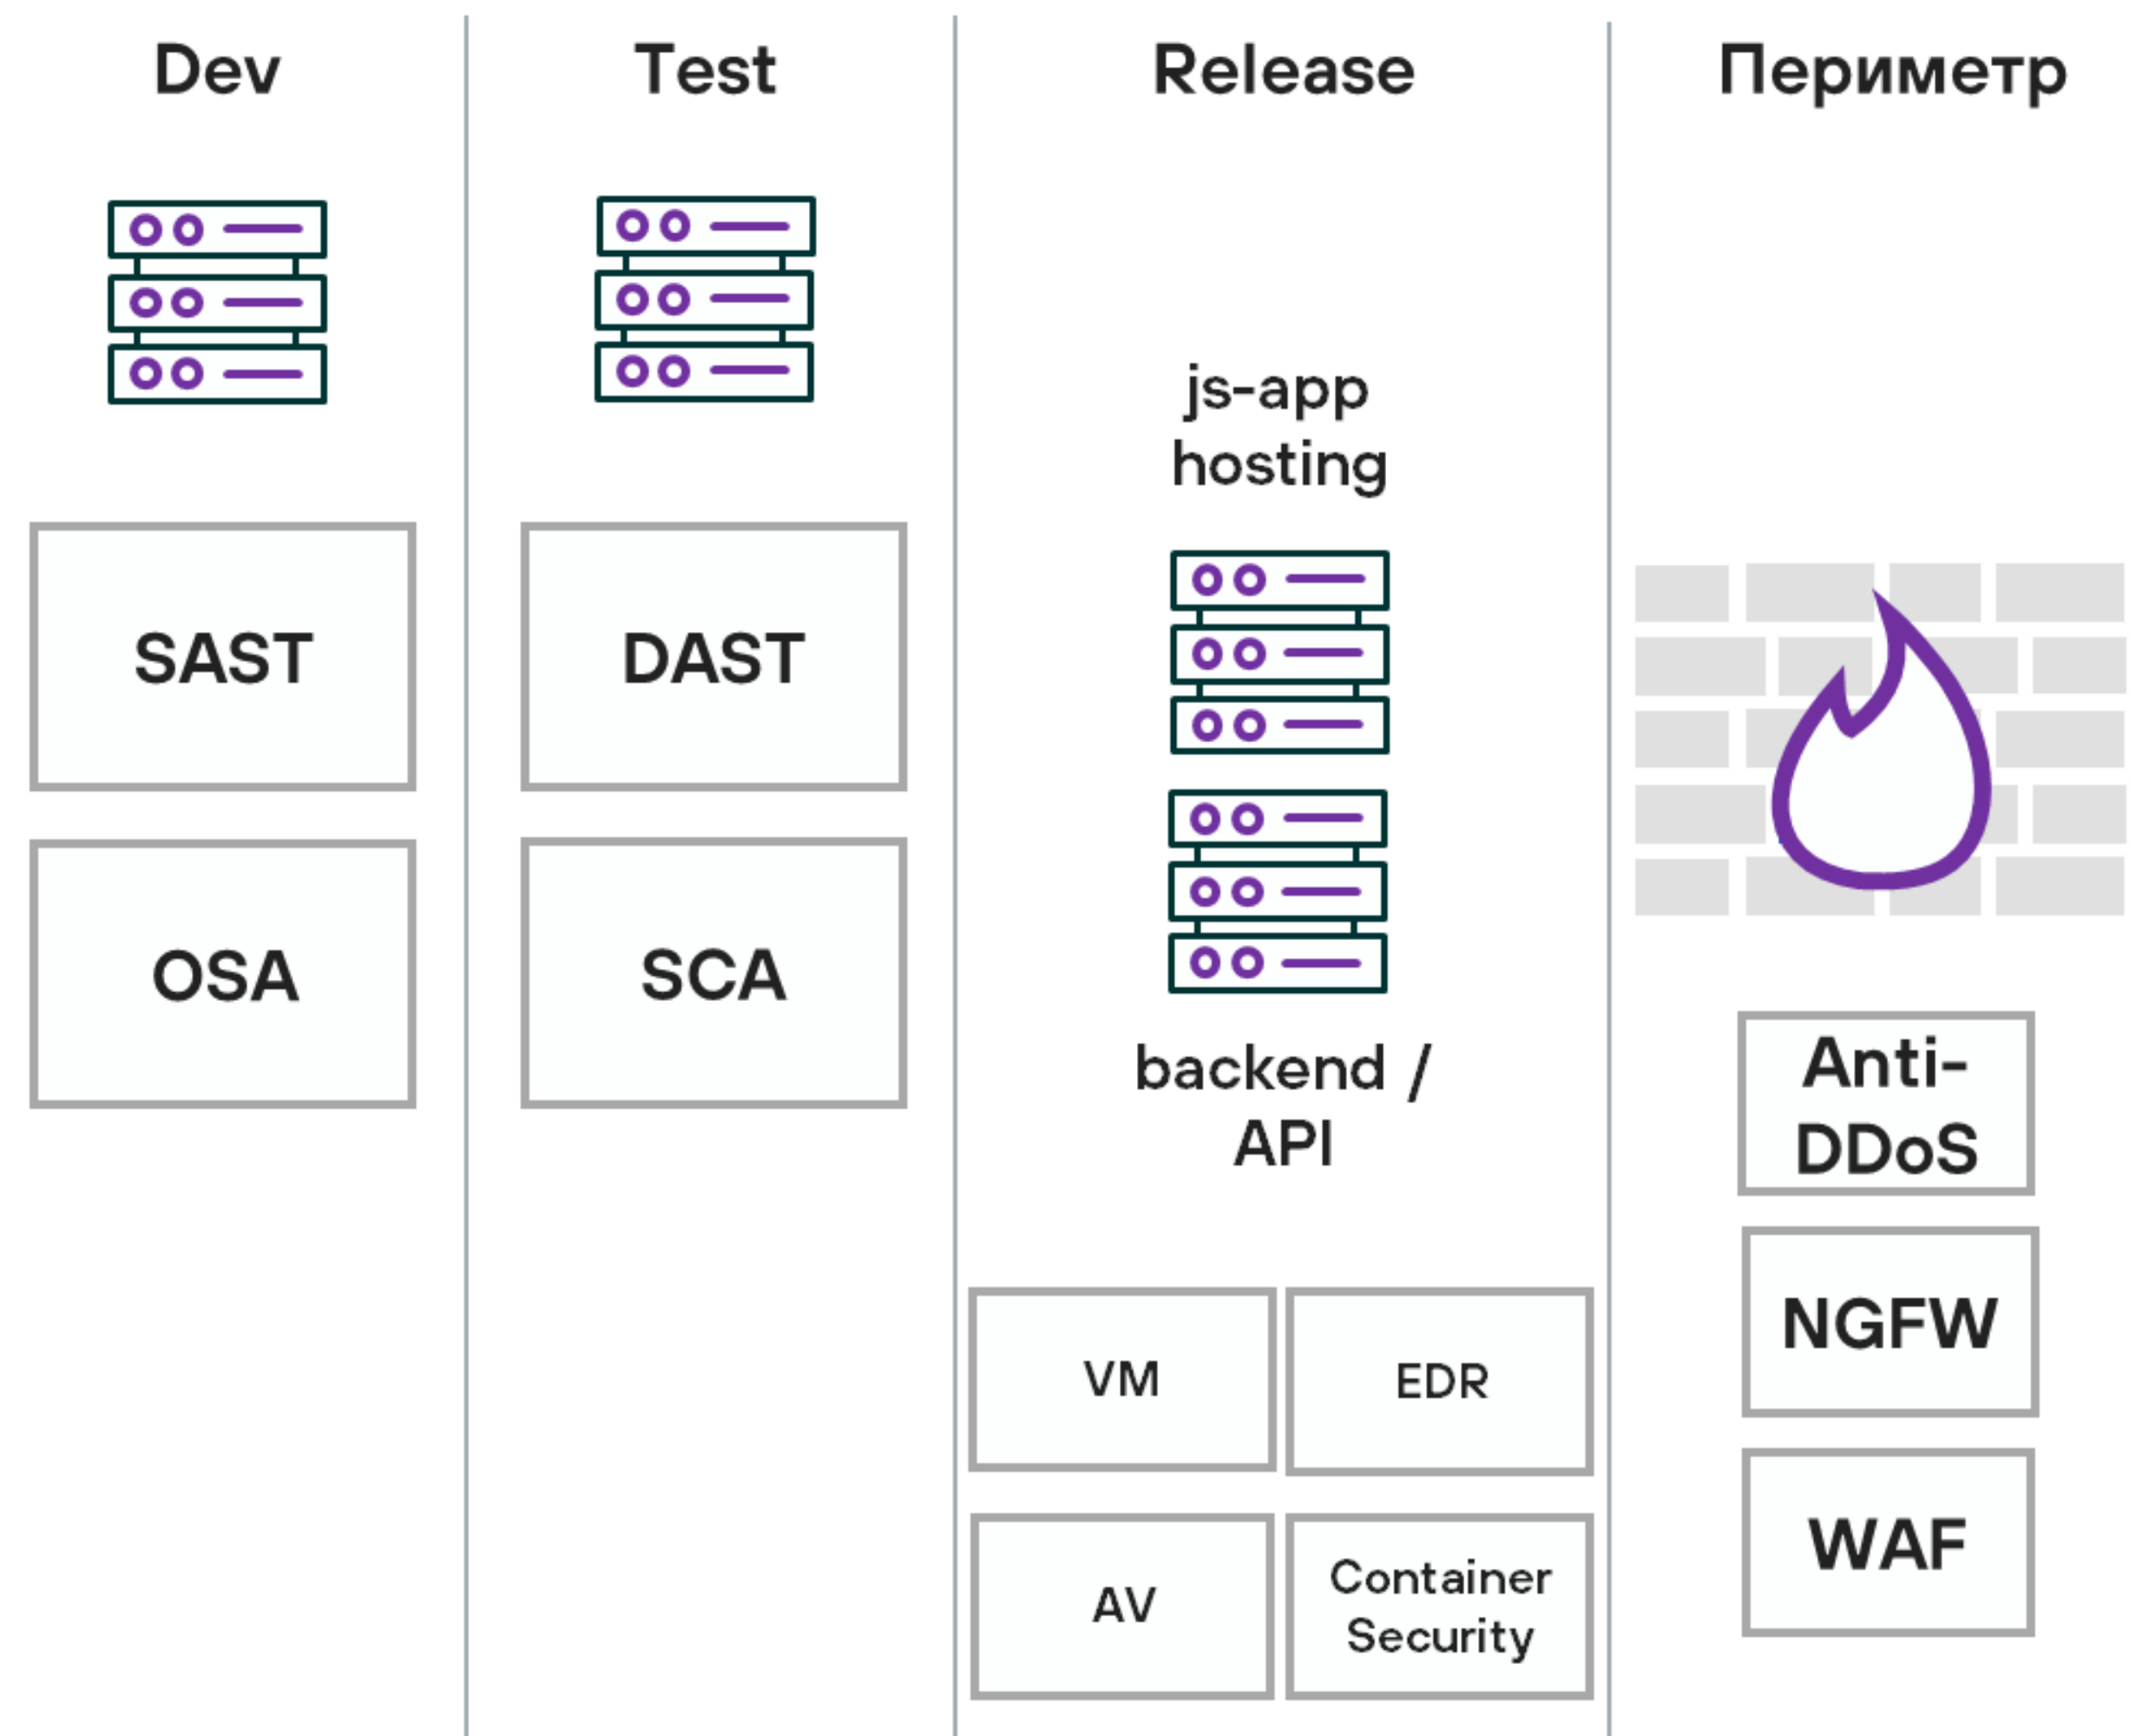 Dev
SAST
OSA
Test
DAST
SCA
Release
js-app
hosting
backend /
API
VM
EDR
AV
Container
Security
Периметр
Anti-
DDoS
NGFW
WAF